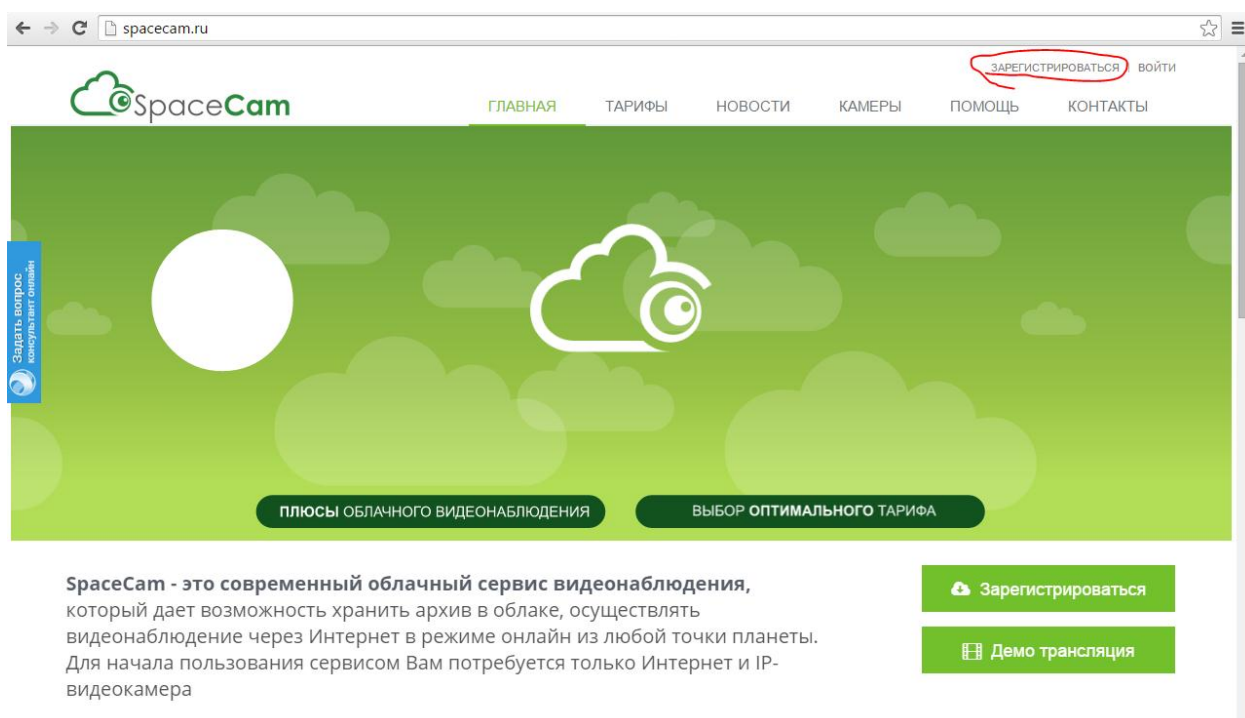 spacecam.ru
ЗАРЕГИСТРИРОВАТЬСЯ ВОЙТИ
SpaceCam
ГЛАВНАЯ ТАРИФЫ НОВОСТИ КАМЕРЫ ПОМОЩЬ КОНТАКТЫ
Задать вопрос
консультант онлайн
ПЛЮСЫ ОБЛАЧНОГО ВИДЕОНАБЛЮДЕНИЯ ВЫБОР ОПТИМАЛЬНОГО ТАРИФА
SpaceCam - это современный облачный сервис видеонаблюдения,
который дает возможность хранить архив в облаке, осуществлять
видеонаблюдение через Интернет в режиме онлайн из любой точки планеты.
Для начала пользования сервисом Вам потребуется только Интернет и IP-
видеокамера
Зарегистрироваться
Демо трансляция